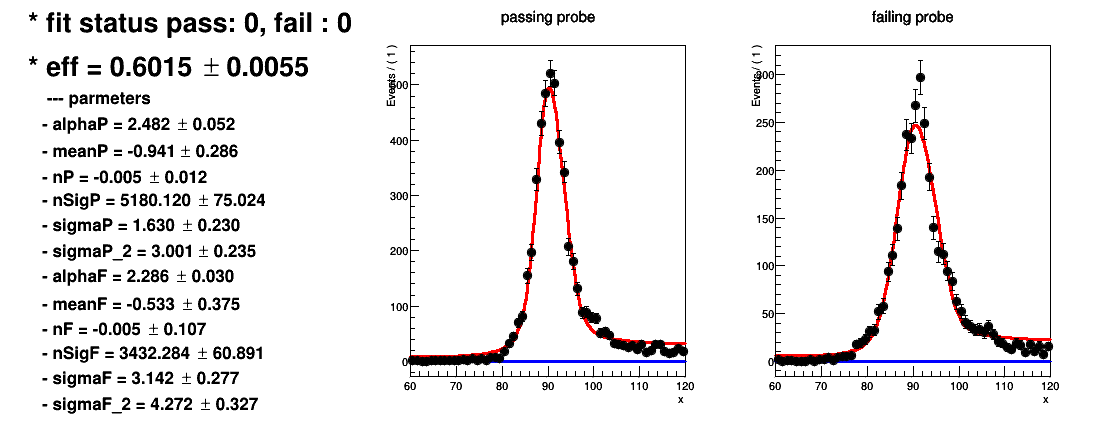 * fit status pass: 0, fail : 0
* eff = 0.6015 ± 0.0055
--- parmeters
- alphaP = 2.482 ± 0.052
- meanP = -0.941 ± 0.286
- nP = -0.005 ± 0.012
- nSigP = 5180.120 ± 75.024
- sigmaP = 1.630 ± 0.230
- sigmaP_2 = 3.001 ± 0.235
- alphaF = 2.286 ± 0.030
- meanF = -0.533 ± 0.375
- nF = -0.005 ± 0.107
- nSigF = 3432.284 ± 60.891
- sigmaF = 3.142 ± 0.277
- sigmaF_2 = 4.272 ± 0.327
passing probe
Events / ( 1 )
500
400
300
200
100
0
60 70 80 90 100 110 120
x
failing probe
Events / ( 1 )
300
250
200
150
100
50
0
60 70 80 90 100 110 120
x